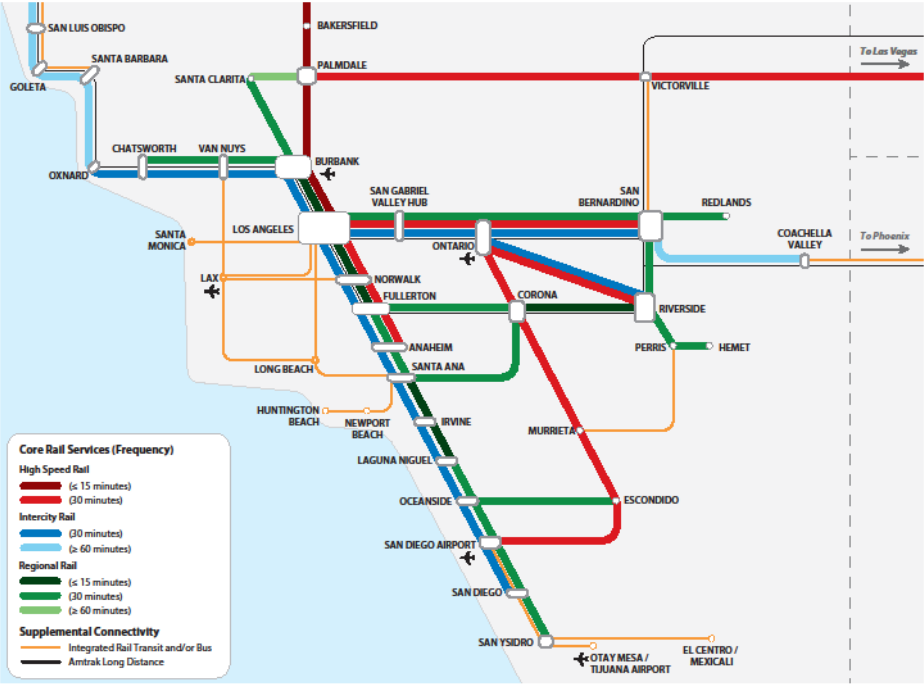 SAN LUIS OBISPO
BAKERSFIELD
SANTA BARBARA
To Las Vegas
PALMDALE
SANTA CLARITA
GOLETA
VICTORVILLE
CHATSWORTH
VAN NUYS
BURBANK
OXNARD
SAN GABRIEL
VALLEY HUB
SAN
BERNARDINO
REDLANDS
LOS ANGELES
SANTA
MONICA
ONTARIO
COACHELLA
VALLEY
To Phoenix
LAX
NORWALK
FULLERTON
CORONA
RIVERSIDE
ANAHEIM
PERRIS
HEMET
LONG BEACH
SANTA ANA
HUNTINGTON
BEACH
NEWPORT
BEACH
IRVINE
MURRIETA
LAGUNA NIGUEL
OCEANSIDE
ESCONDIDO
SAN DIEGO AIRPORT
SAN DIEGO
SAN YSIDRO
OTAY MESA /
TIJUANA AIRPORT
EL CENTRO /
MEXICALI
Core Rail Services (Frequency)
High Speed Rail
(≤ 15 minutes)
(30 minutes)
Intercity Rail
(30 minutes)
(≥ 60 minutes)
Regional Rail
(≤ 15 minutes)
(30 minutes)
(≥ 60 minutes)
Supplemental Connectivity
Integrated Rail Transit and/or Bus
Amtrak Long Distance